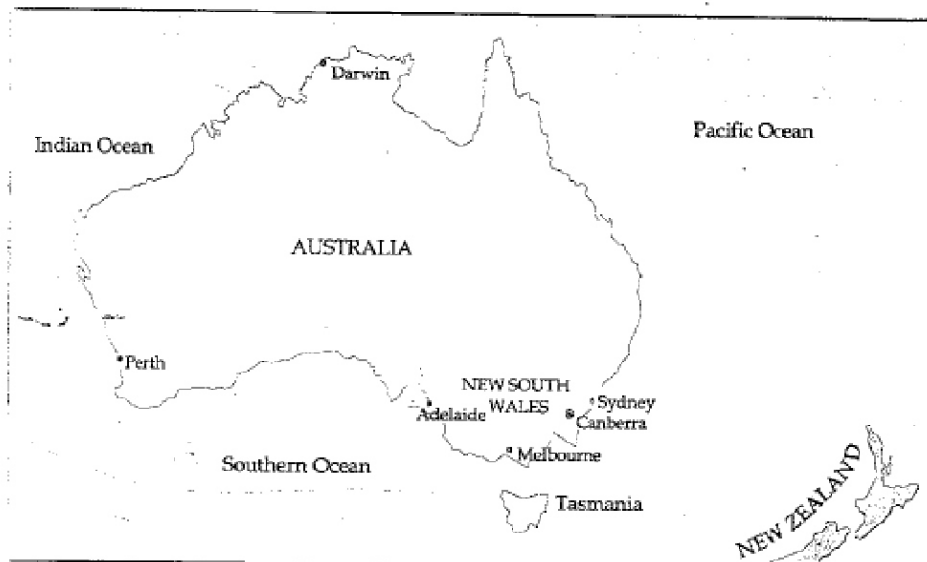 Darwin
Indian Ocean
Pacific Ocean
AUSTRALIA
Perth
NEW SOUTH
WALES
Sydney
Adelaide
Canberra
Melbourne
Southern Ocean
Tasmania
NEW ZEALAND